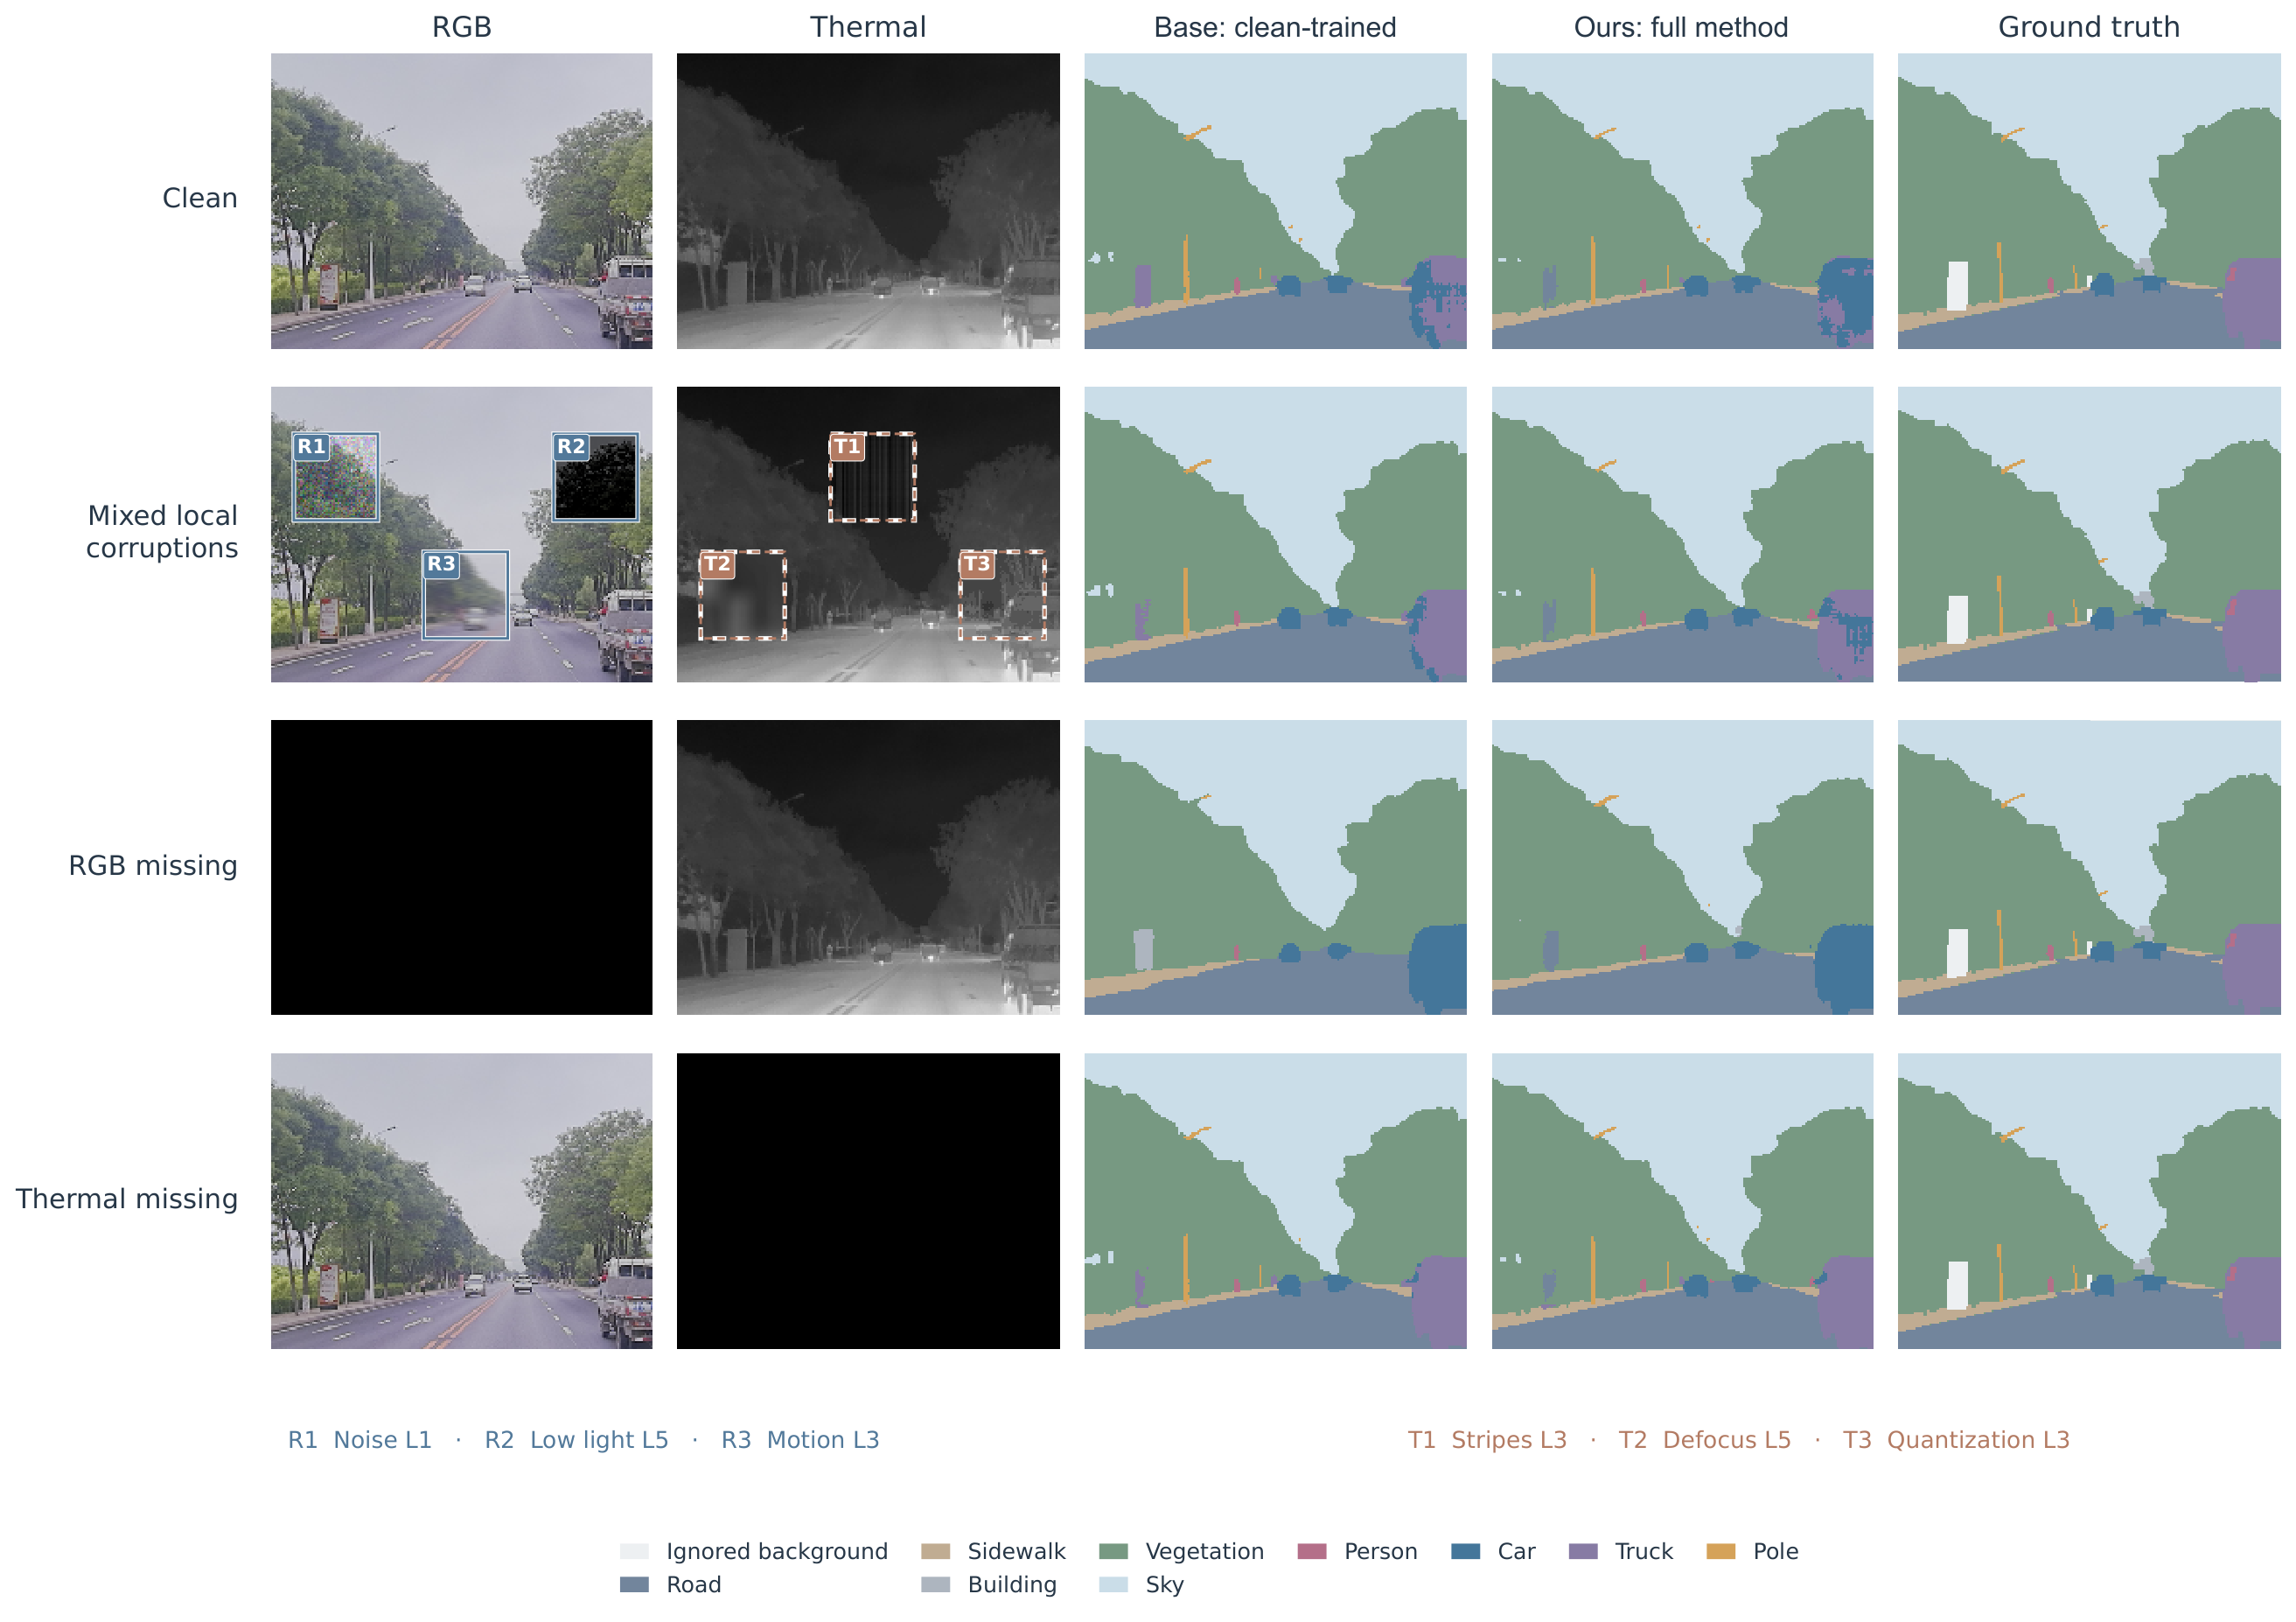 RGB Thermal Base: clean-trained Ours: full method Ground truth
Clean
Mixed local
corruptions
R1 R2 T1
R3 T2 T3
RGB missing
Thermal missing
R1 Noise L1 · R2 Low light L5 · R3 Motion L3 T1 Stripes L3 · T2 Defocus L5 · T3 Quantization L3
Ignored background Sidewalk Vegetation Person Car Truck Pole
Road Building Sky